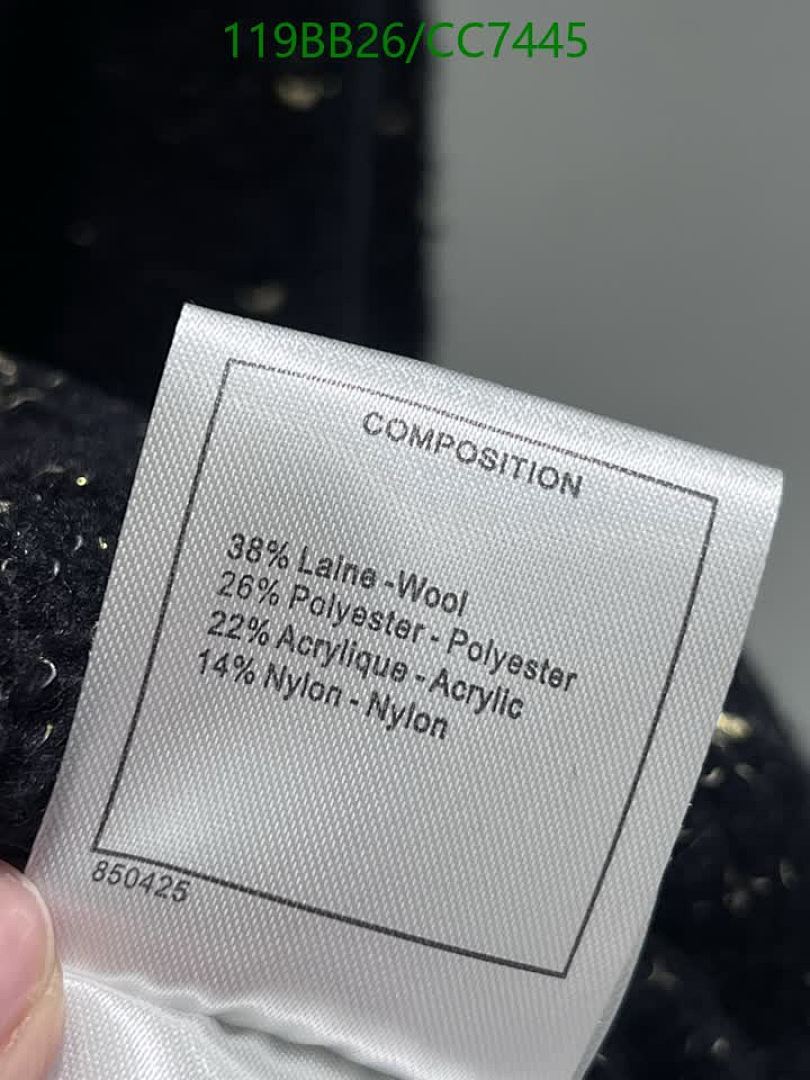 119BB26/CC7445
COMPOSITION
38% Laine -Wool
26% Polyester - Polyester
22% Acrylique - Acrylic
14% Nylon - Nylon
850425